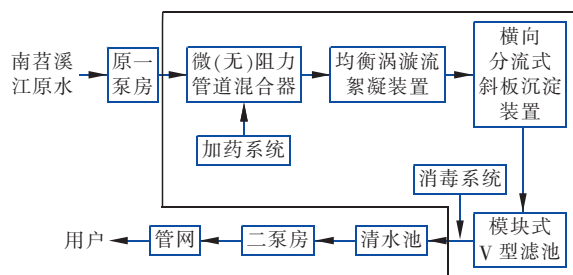 南苕溪
江原水
原一
泵房
微(无)阻力
管道混合器
均衡涡漩流
絮凝装置
横向
分流式
斜板沉淀
装置
加药系统
消毒系统
用户
管网
二泵房
清水池
模块式
V 型滤池